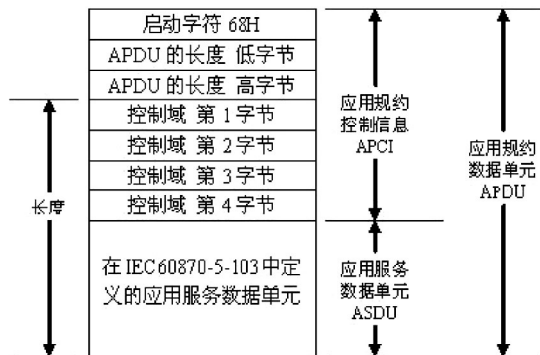 启动字符 68H
APDU 的长度 低字节
APDU 的长度 高字节
控制域 第 1 字节
控制域 第 2 字节
控制域 第 3 字节
控制域 第 4 字节
在 IEC60870-5-103 中定
义的应用服务数据单元
长度
应用规约
控制信息
APCI
应用服务
数据单元
ASDU
应用规约
数据单元
APDU